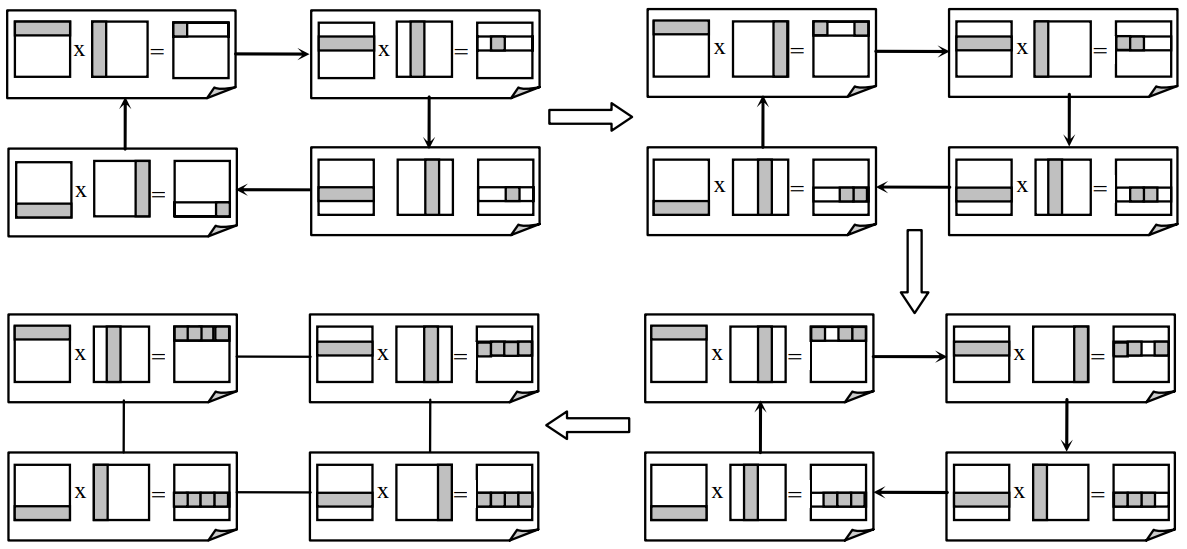 x = x = x = x =
x = x = x =
x = x = x = x =
x = x = x = x =